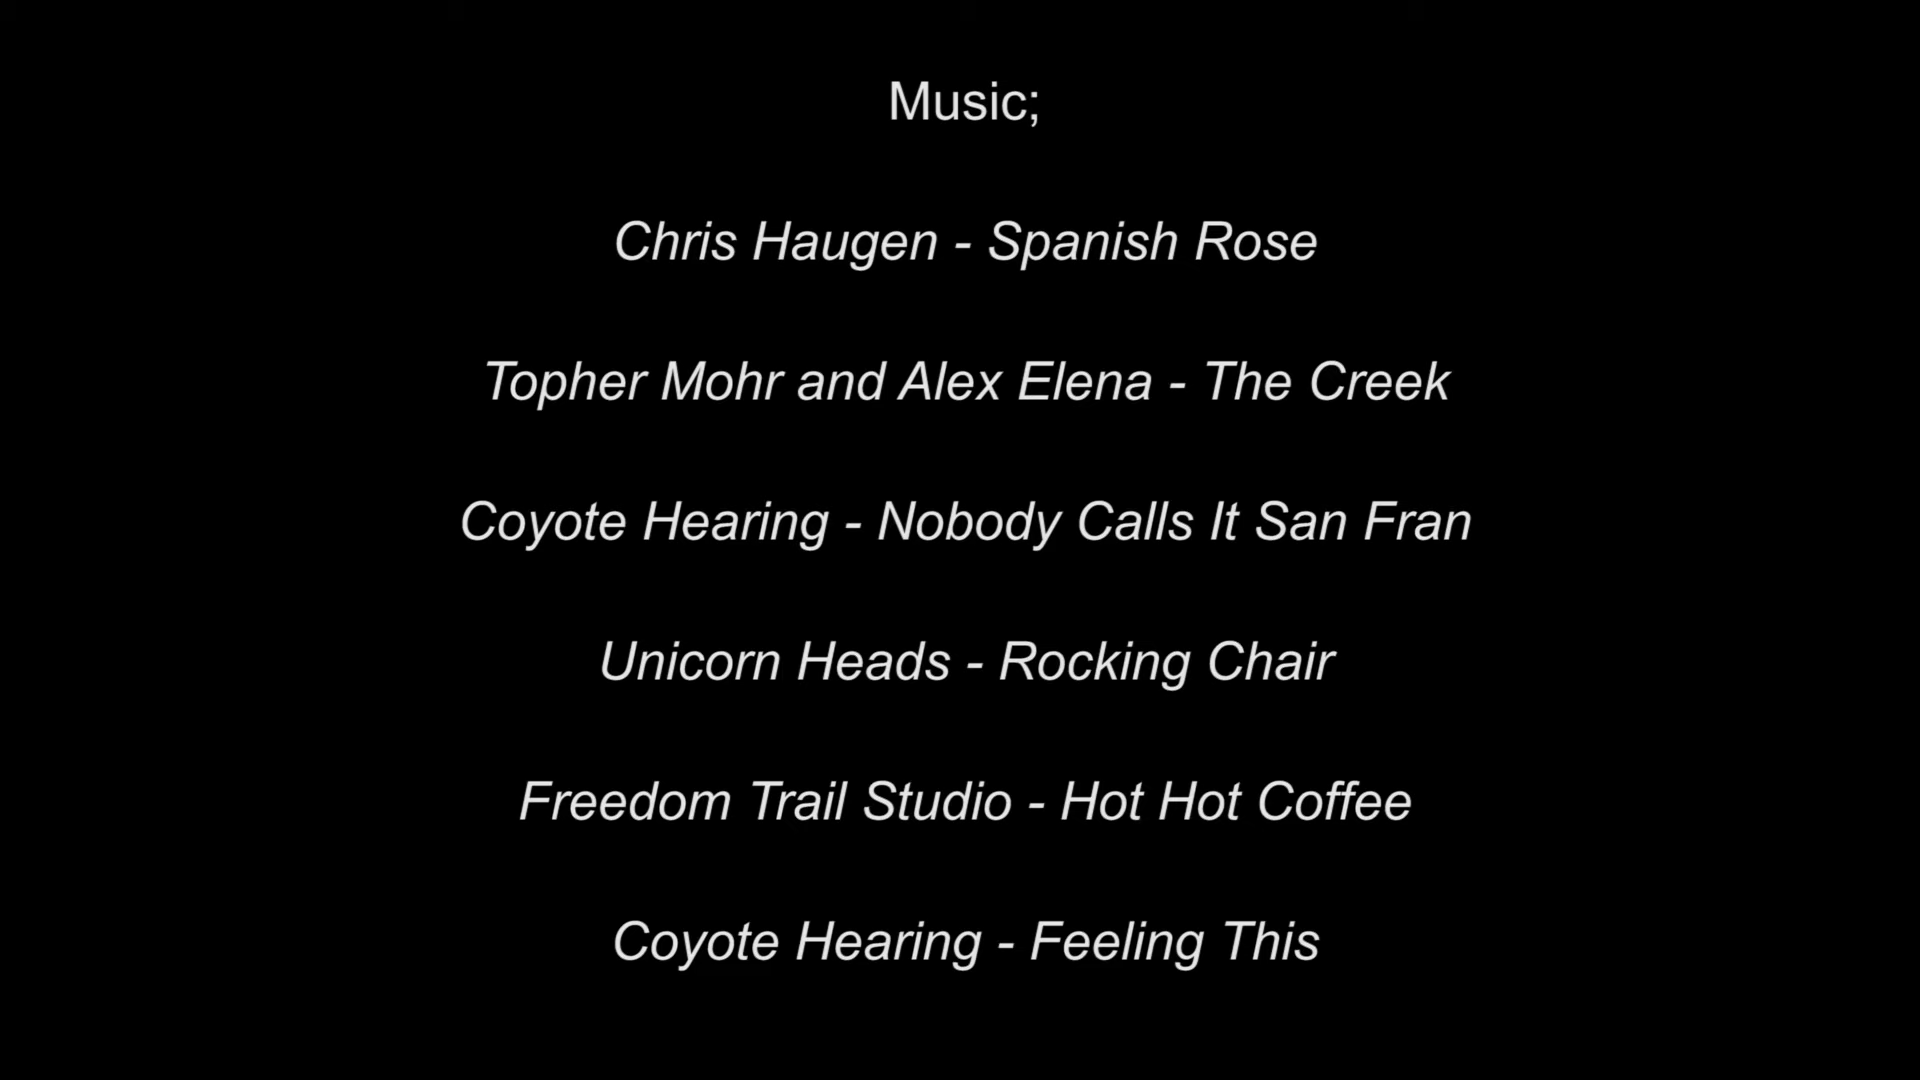 Music;
Chris Haugen - Spanish Rose
Topher Mohr and Alex Elena - The Creek
Coyote Hearing - Nobody Calls It San Fran
Unicorn Heads - Rocking Chair
Freedom Trail Studio - Hot Hot Coffee
Coyote Hearing - Feeling This